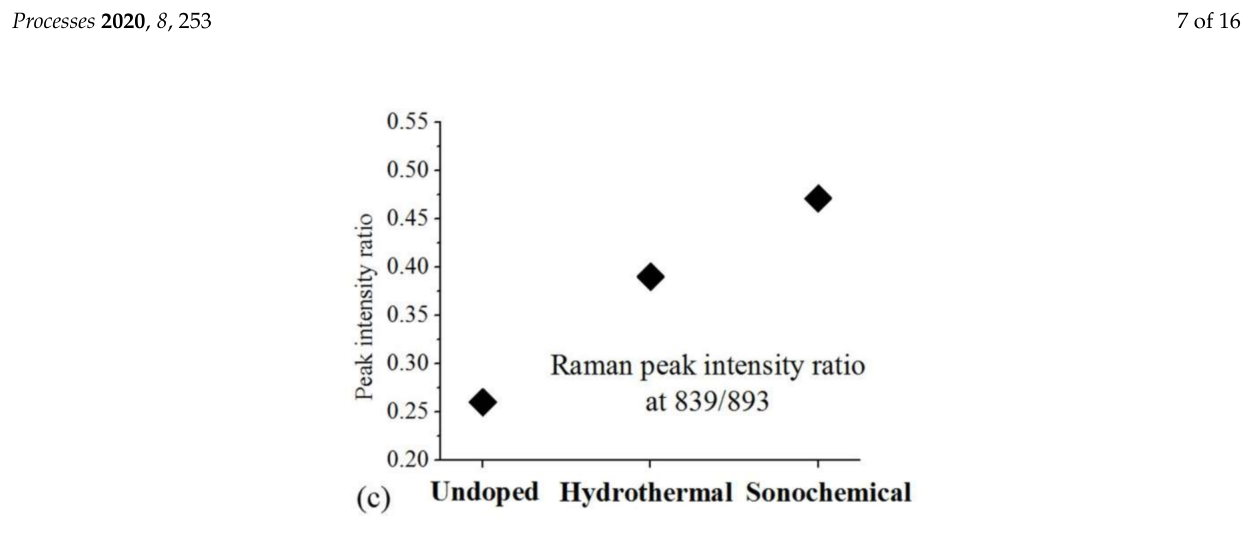 Processes 2020, 8, 253
7 of 16
0.55
0.50
0.45
0.40
0.35
0.30
0.25
0.20
Peak intensity ratio
Raman peak intensity ratio
at 839/893
Undoped Hydrothermal Sonochemical
(c)